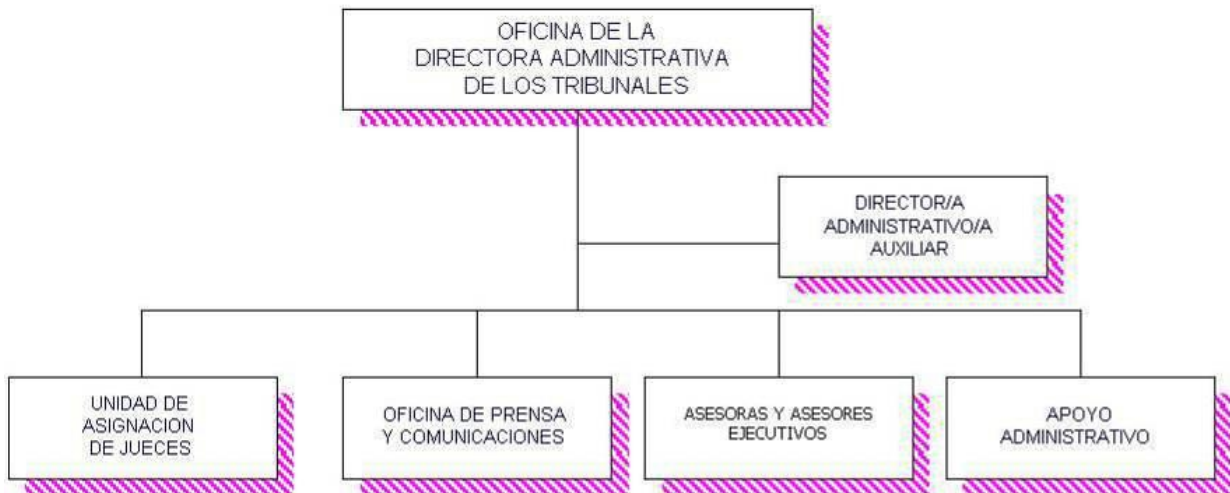 OFICINA DE LA
DIRECTORA ADMINISTRATIVA
DE LOS TRIBUNALES
DIRECTOR/A
ADMINISTRATIVO/A
AUXILIAR
UNIDAD DE
ASIGNACION
DE JUECES
OFICINA DE PRENSA
Y COMUNICACIONES
ASESORAS Y ASESORES
EJECUTIVOS
APOYO
ADMINISTRATIVO